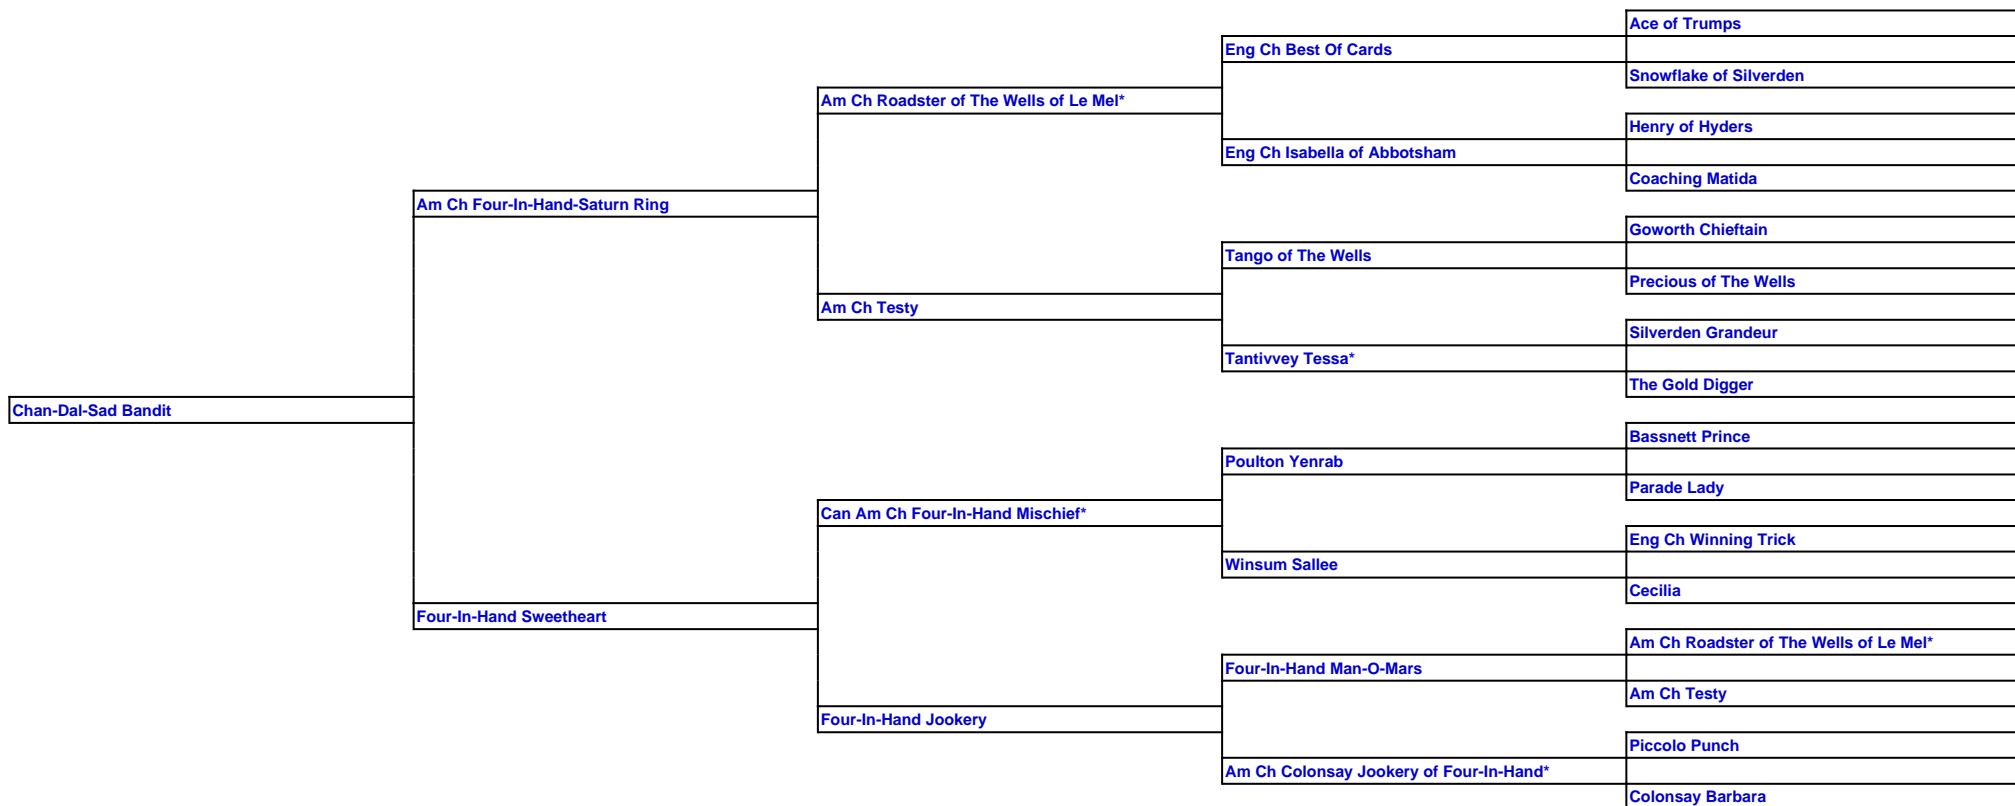 Ace of Trumps
Eng Ch Best Of Cards
Snowflake of Silverden
Am Ch Roadster of The Wells of Le Mel*
Henry of Hyders
Eng Ch Isabella of Abbotsham
Coaching Matida
Am Ch Four-In-Hand-Saturn Ring
Goworth Chieftain
Tango of The Wells
Precious of The Wells
Am Ch Testy
Silverden Grandeur
Tantivvey Tessa*
The Gold Digger
Chan-Dal-Sad Bandit
Bassnett Prince
Poulton Yenrab
Parade Lady
Can Am Ch Four-In-Hand Mischief*
Eng Ch Winning Trick
Winsum Sallee
Cecilia
Four-In-Hand Sweetheart
Am Ch Roadster of The Wells of Le Mel*
Four-In-Hand Man-O-Mars
Am Ch Testy
Four-In-Hand Jookery
Piccolo Punch
Am Ch Colonsay Jookery of Four-In-Hand*
Colonsay Barbara